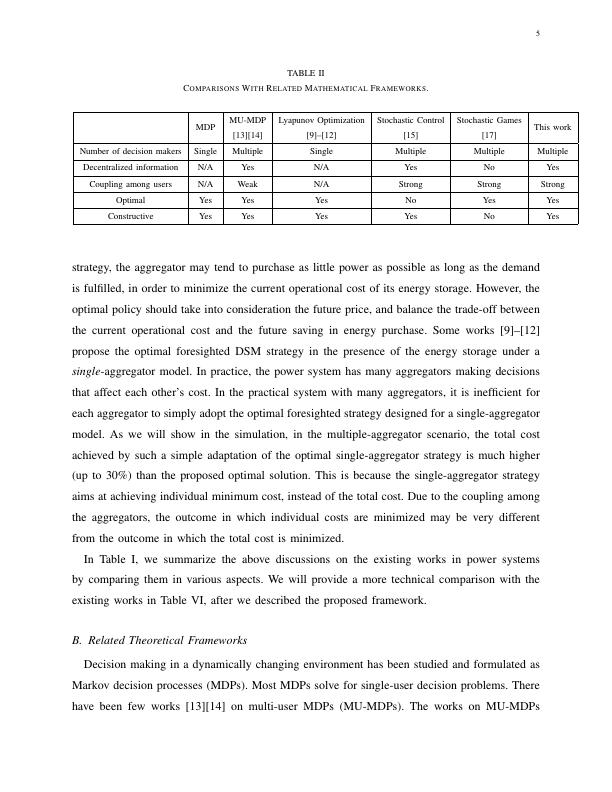 5
TABLE II
COMPARISONS WITH RELATED MATHEMATICAL FRAMEWORKS.
MDP MU-MDP [13][14] Lyapunov Optimization [9]–[12] Stochastic Control [15] Stochastic Games [17] This work
Number of decision makers Single Multiple Single Multiple Multiple Multiple
Decentralized information N/A Yes N/A Yes No Yes
Coupling among users N/A Weak N/A Strong Strong Strong
Optimal Yes Yes Yes No Yes Yes
Constructive Yes Yes Yes Yes No Yes
strategy, the aggregator may tend to purchase as little power as possible as long as the demand
is fulfilled, in order to minimize the current operational cost of its energy storage. However, the
optimal policy should take into consideration the future price, and balance the trade-off between
the current operational cost and the future saving in energy purchase. Some works [9]–[12]
propose the optimal foresighted DSM strategy in the presence of the energy storage under a
single-aggregator model. In practice, the power system has many aggregators making decisions
that affect each other's cost. In the practical system with many aggregators, it is inefficient for
each aggregator to simply adopt the optimal foresighted strategy designed for a single-aggregator
model. As we will show in the simulation, in the multiple-aggregator scenario, the total cost
achieved by such a simple adaptation of the optimal single-aggregator strategy is much higher
(up to 30%) than the proposed optimal solution. This is because the single-aggregator strategy
aims at achieving individual minimum cost, instead of the total cost. Due to the coupling among
the aggregators, the outcome in which individual costs are minimized may be very different
from the outcome in which the total cost is minimized.
In Table I, we summarize the above discussions on the existing works in power systems
by comparing them in various aspects. We will provide a more technical comparison with the
existing works in Table VI, after we described the proposed framework.
B. Related Theoretical Frameworks
Decision making in a dynamically changing environment has been studied and formulated as
Markov decision processes (MDPs). Most MDPs solve for single-user decision problems. There
have been few works [13][14] on multi-user MDPs (MU-MDPs). The works on MU-MDPs